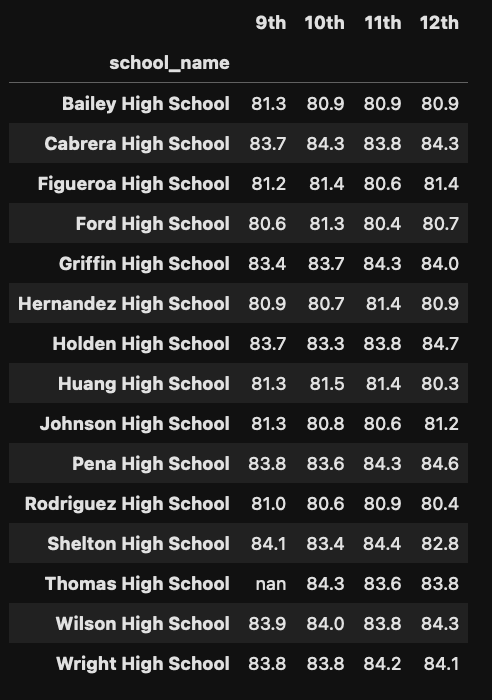 9th 10th 11th 12th
school_name
Bailey High School 81.3 80.9 80.9 80.9
Cabrera High School 83.7 84.3 83.8 84.3
Figueroa High School 81.2 81.4 80.6 81.4
Ford High School 80.6 81.3 80.4 80.7
Griffin High School 83.4 83.7 84.3 84.0
Hernandez High School 80.9 80.7 81.4 80.9
Holden High School 83.7 83.3 83.8 84.7
Huang High School 81.3 81.5 81.4 80.3
Johnson High School 81.3 80.8 80.6 81.2
Pena High School 83.8 83.6 84.3 84.6
Rodriguez High School 81.0 80.6 80.9 80.4
Shelton High School 84.1 83.4 84.4 82.8
Thomas High School nan 84.3 83.6 83.8
Wilson High School 83.9 84.0 83.8 84.3
Wright High School 83.8 83.8 84.2 84.1